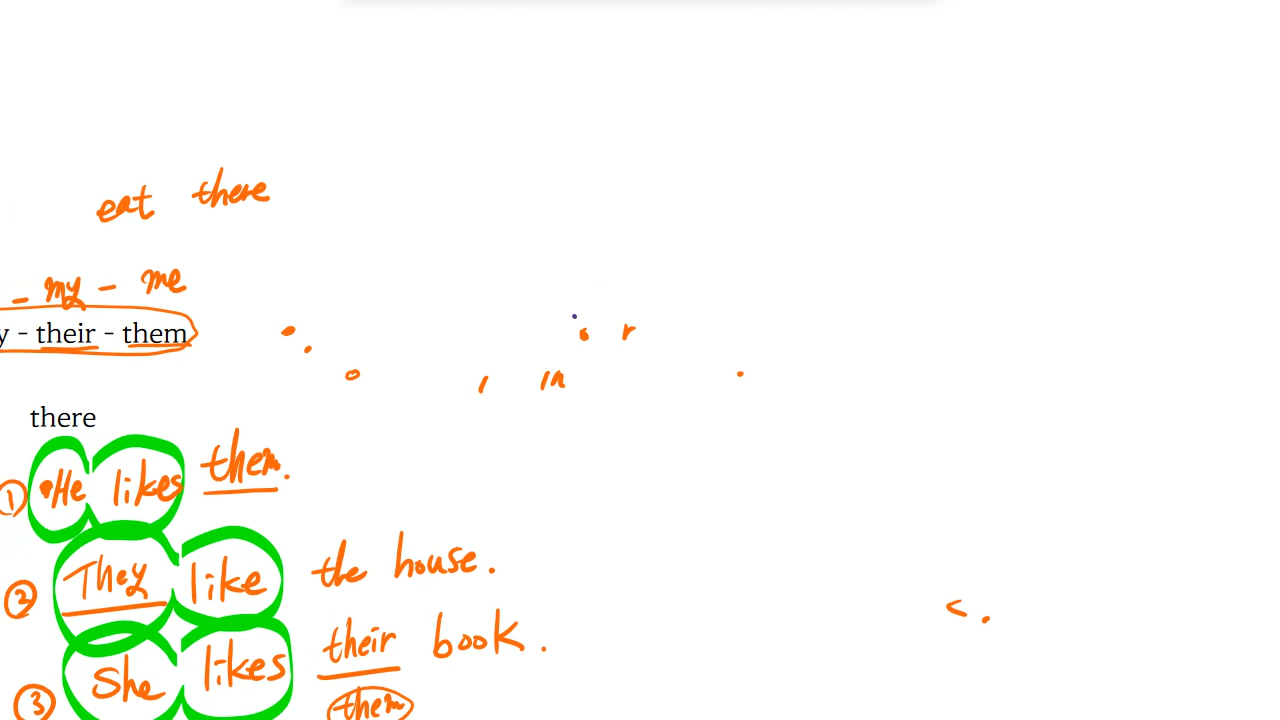 eat there
- my - me
y - their - them
there
① He likes them.
② They like the house.
③ She likes their book.
them